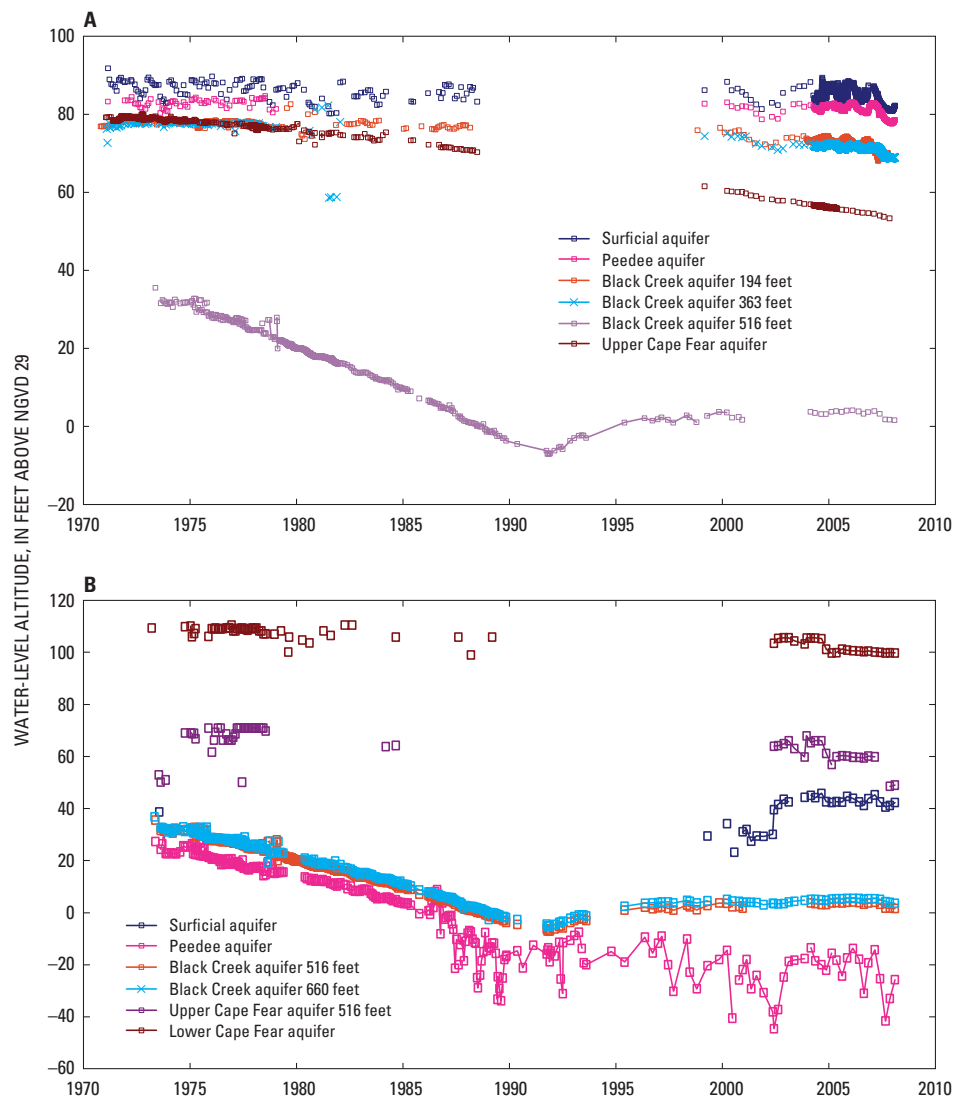 WATER-LEVEL ALTITUDE, IN FEET ABOVE NGVD 29
A
100
80
60
40
20
0
−20
1970 1975 1980 1985 1990 1995 2000 2005 2010
Surficial aquifer
Peedee aquifer
Black Creek aquifer 194 feet
Black Creek aquifer 363 feet
Black Creek aquifer 516 feet
Upper Cape Fear aquifer
B
120
100
80
60
40
20
0
−20
−40
−60
Surficial aquifer
Peedee aquifer
Black Creek aquifer 516 feet
Black Creek aquifer 660 feet
Upper Cape Fear aquifer 516 feet
Lower Cape Fear aquifer
1970 1975 1980 1985 1990 1995 2000 2005 2010